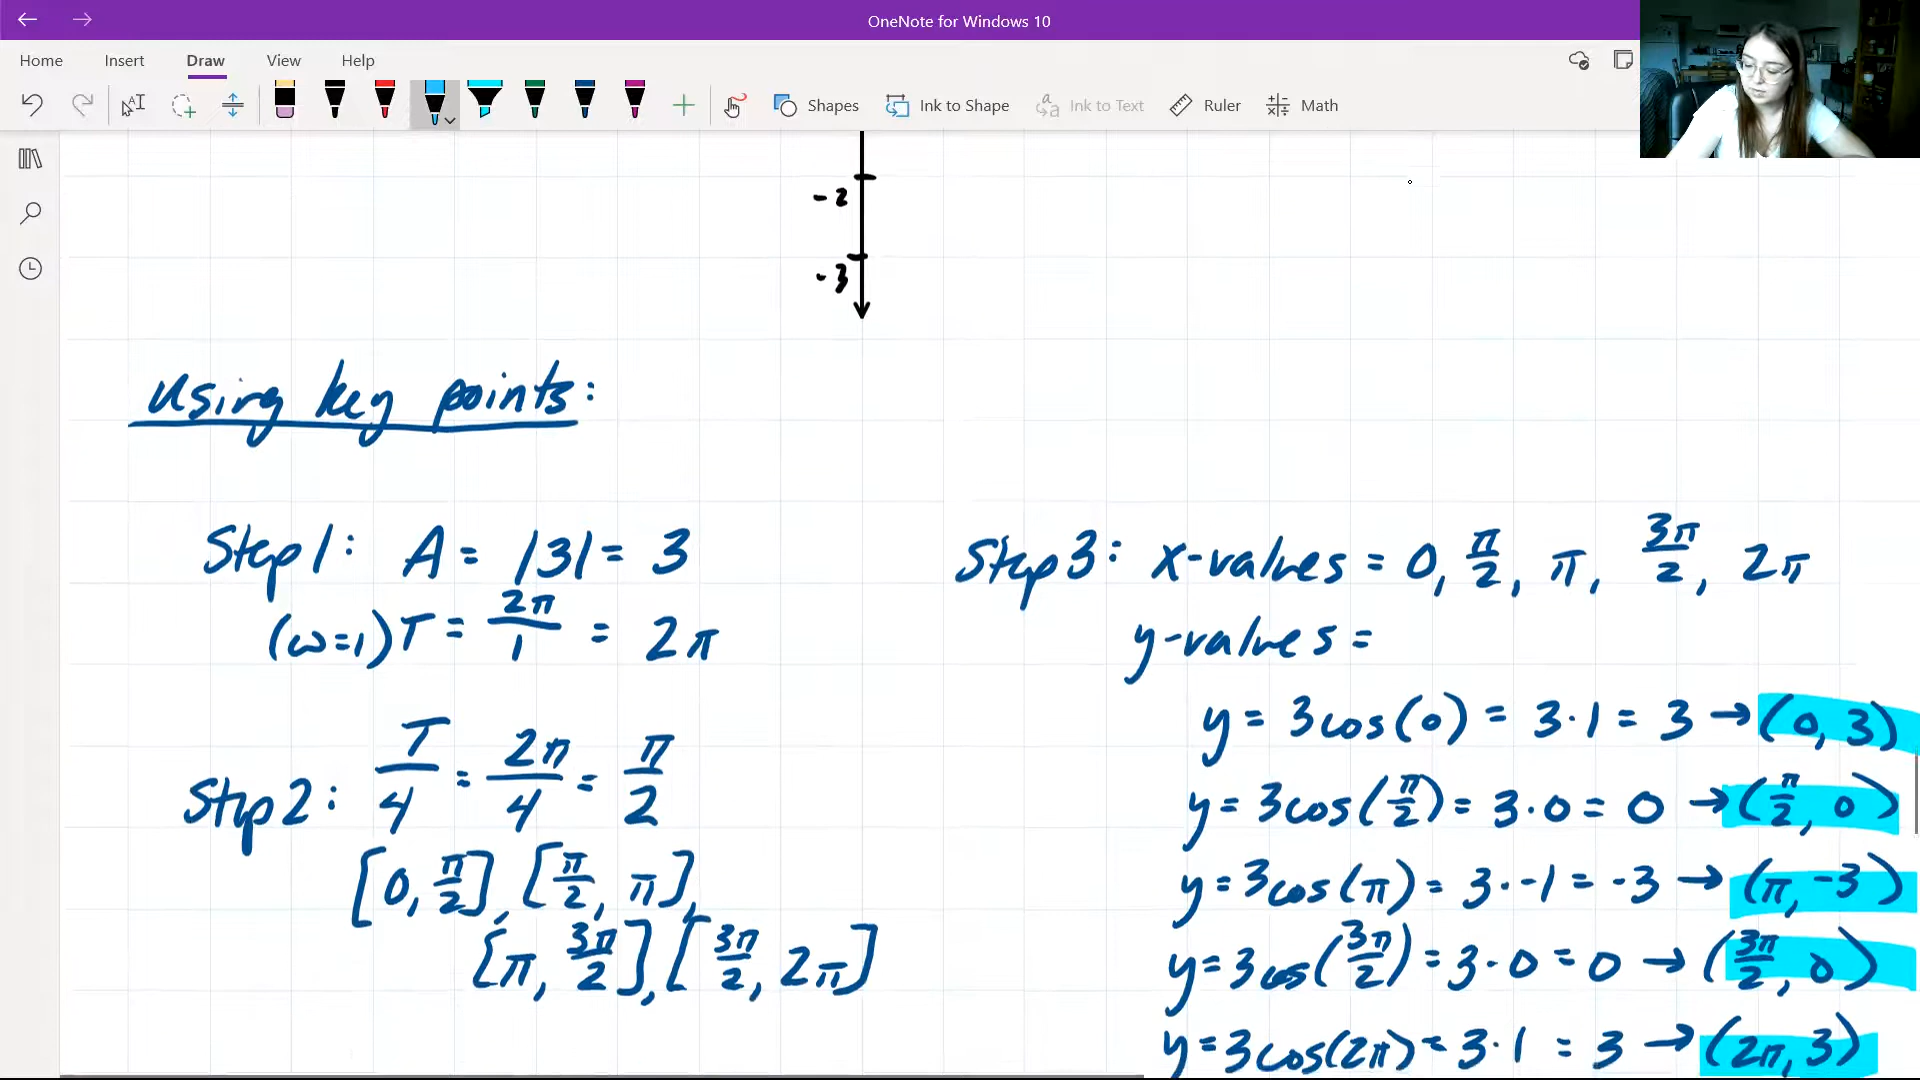 OneNote for Windows 10
Home Insert Draw View Help
Shapes Ink to Shape Ink to Text Ruler Math
-2
-3
Using key points:
Step 1: A = |3| = 3
(ω=1) T = 2π/1 = 2π
Step 2: T/4 = 2π/4 = π/2
[0, π/2], [π/2, π],
[π, 3π/2], [3π/2, 2π]
Step 3: x-values = 0, π/2, π, 3π/2, 2π
y-values =
y = 3cos(0) = 3·1 = 3 → (0, 3)
y = 3cos(π/2) = 3·0 = 0 → (π/2, 0)
y = 3cos(π) = 3·-1 = -3 → (π, -3)
y = 3cos(3π/2) = 3·0 = 0 → (3π/2, 0)
y = 3cos(2π) = 3·1 = 3 → (2π, 3)